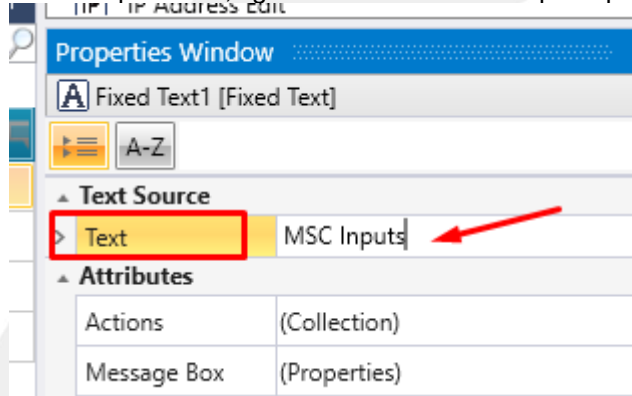 IP Address Edit
Properties Window
A Fixed Text1 [Fixed Text]
A-Z
Text Source
Text MSC Inputs
Attributes
Actions (Collection)
Message Box (Properties)